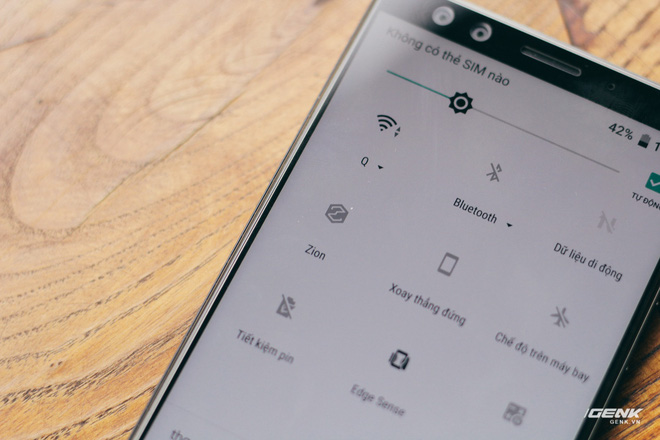 Không có thẻ SIM nào
42%
TỰ ĐỘNG
Q
Bluetooth
Dữ liệu di động
Zion
Xoay thẳng đứng
Chế độ trên máy bay
Tiết kiệm pin
Edge Sense
GENK
GENK.VN